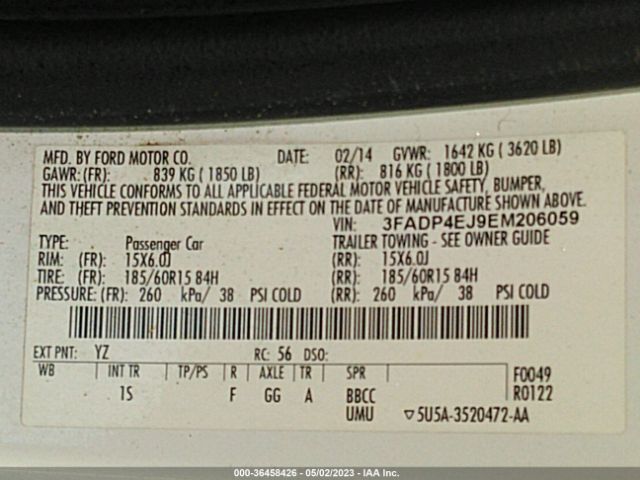 MFD. BY FORD MOTOR CO. DATE: 02/14 GVWR: 1642 KG ( 3620 LB)
GAWR: (FR): 839 KG ( 1850 LB) (RR): 816 KG ( 1800 LB)
THIS VEHICLE CONFORMS TO ALL APPLICABLE FEDERAL MOTOR VEHICLE SAFETY, BUMPER,
AND THEFT PREVENTION STANDARDS IN EFFECT ON THE DATE OF MANUFACTURE SHOWN ABOVE.
VIN: 3FADP4EJ9EM206059
TYPE: Passenger Car TRAILER TOWING - SEE OWNER GUIDE
RIM: (FR): 15X6.0J (RR): 15X6.0J
TIRE: (FR): 185/60R15 84H (RR): 185/60R15 84H
PRESSURE: (FR): 260 kPa/ 38 PSI COLD (RR): 260 kPa/ 38 PSI COLD
EXT PNT: YZ RC: 56 DSO:
WB INT TR TP/PS R AXLE TR SPR F0049
1S F GG A BBCC R0122
UMU ▽5U5A-3520472-AA
000-36458426 - 05/02/2023 - IAA Inc.